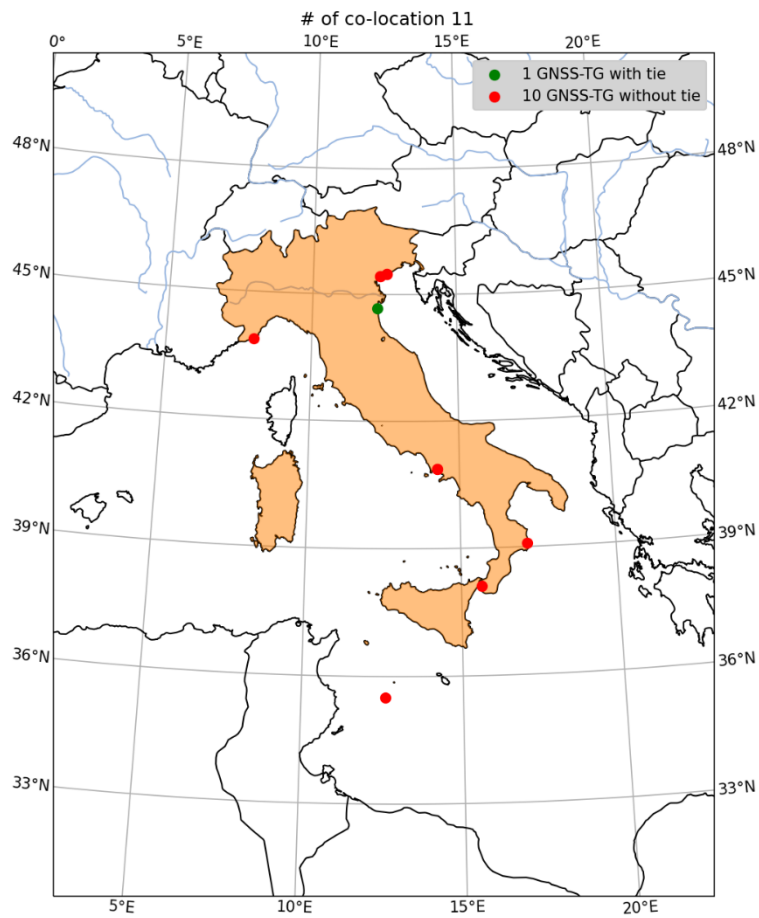 # of co-location 11
0° 5°E 10°E 15°E 20°E
1 GNSS-TG with tie
10 GNSS-TG without tie
48°N 48°N
45°N 45°N
42°N 42°N
39°N 39°N
36°N 36°N
33°N 33°N
5°E 10°E 15°E 20°E